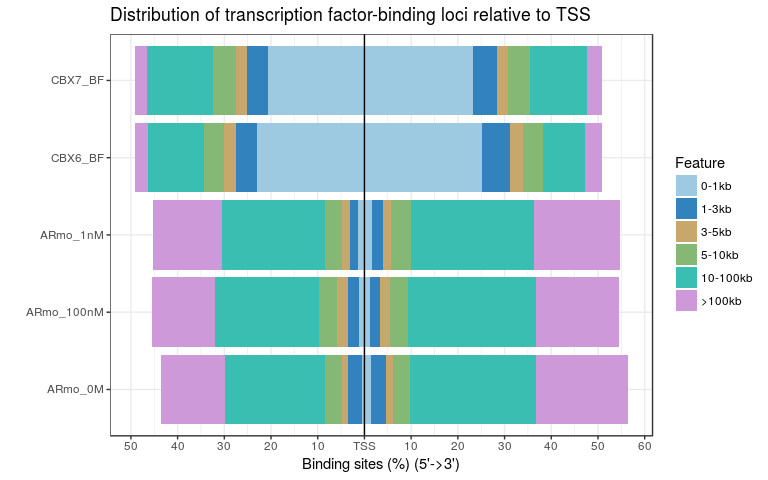 Distribution of transcription factor-binding loci relative to TSS
CBX7_BF
CBX6_BF
ARmo_1nM
ARmo_100nM
ARmo_0M
50 40 30 20 10 TSS 10 20 30 40 50 60
Binding sites (%) (5'->3')
Feature
0-1kb
1-3kb
3-5kb
5-10kb
10-100kb
>100kb